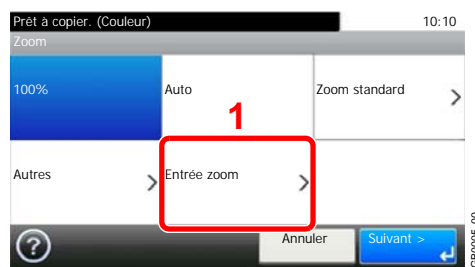 Prêt à copier. (Couleur) 10:10
Zoom
100% Auto Zoom standard >
1
Autres > Entrée zoom >
? Annuler Suivant >